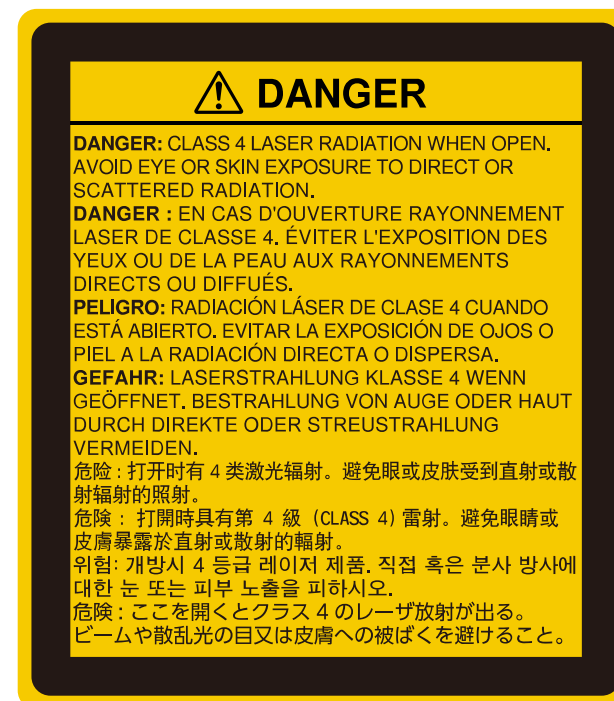 DANGER
DANGER: CLASS 4 LASER RADIATION WHEN OPEN.
AVOID EYE OR SKIN EXPOSURE TO DIRECT OR
SCATTERED RADIATION.
DANGER : EN CAS D'OUVERTURE RAYONNEMENT
LASER DE CLASSE 4. ÉVITER L'EXPOSITION DES
YEUX OU DE LA PEAU AUX RAYONNEMENTS
DIRECTS OU DIFFUÉS.
PELIGRO: RADIACIÓN LÁSER DE CLASE 4 CUANDO
ESTÁ ABIERTO. EVITAR LA EXPOSICIÓN DE OJOS O
PIEL A LA RADIACIÓN DIRECTA O DISPERSA.
GEFAHR: LASERSTRAHLUNG KLASSE 4 WENN
GEÖFFNET. BESTRAHLUNG VON AUGE ODER HAUT
DURCH DIREKTE ODER STREUSTRAHLUNG
VERMEIDEN.
危险 : 打开时有 4 类激光辐射。避免眼或皮肤受到直射或散
射辐射的照射。
危険 : 打開時具有第 4 級 (CLASS 4) 雷射。避免眼睛或
皮膚暴露於直射或散射的輻射。
위험: 개방시 4 등급 레이저 제품. 직접 혹은 분사 방사에
대한 눈 또는 피부 노출을 피하시오.
危険 : ここを開くとクラス 4 のレーザ放射が出る。
ビームや散乱光の目又は皮膚への被ばくを避けること。